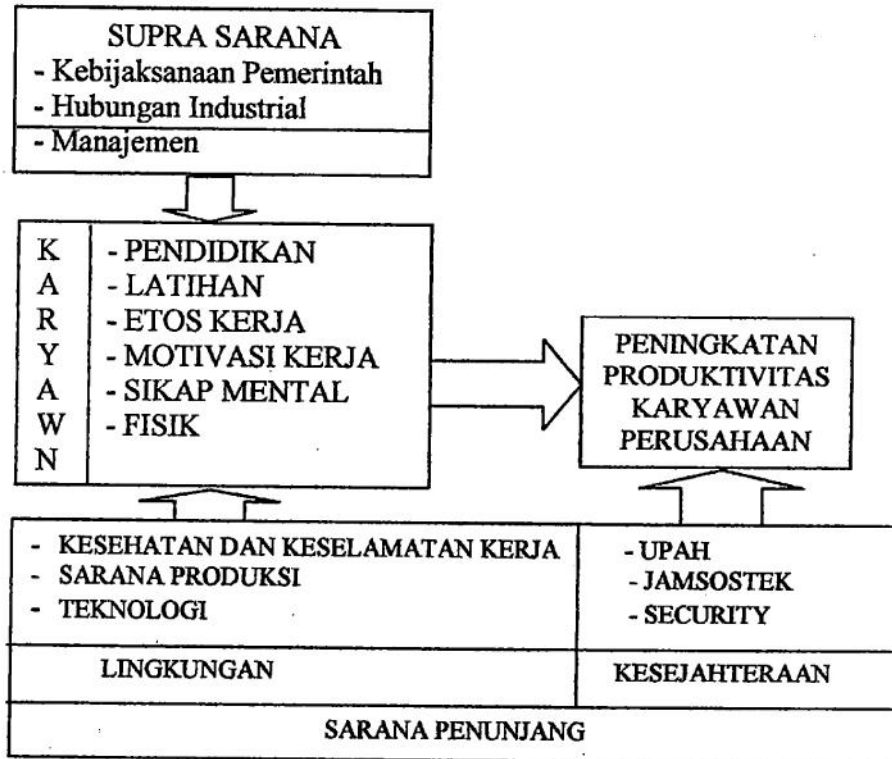 SUPRA SARANA
- Kebijaksanaan Pemerintah
- Hubungan Industrial
- Manajemen
K
A
R
Y
A
W
N
- PENDIDIKAN
- LATIHAN
- ETOS KERJA
- MOTIVASI KERJA
- SIKAP MENTAL
- FISIK
PENINGKATAN
PRODUKTIVITAS
KARYAWAN
PERUSAHAAN
- KESEHATAN DAN KESELAMATAN KERJA
- SARANA PRODUKSI
- TEKNOLOGI
- UPAH
- JAMSOSTEK
- SECURITY
LINGKUNGAN
KESEJAHTERAAN
SARANA PENUNJANG